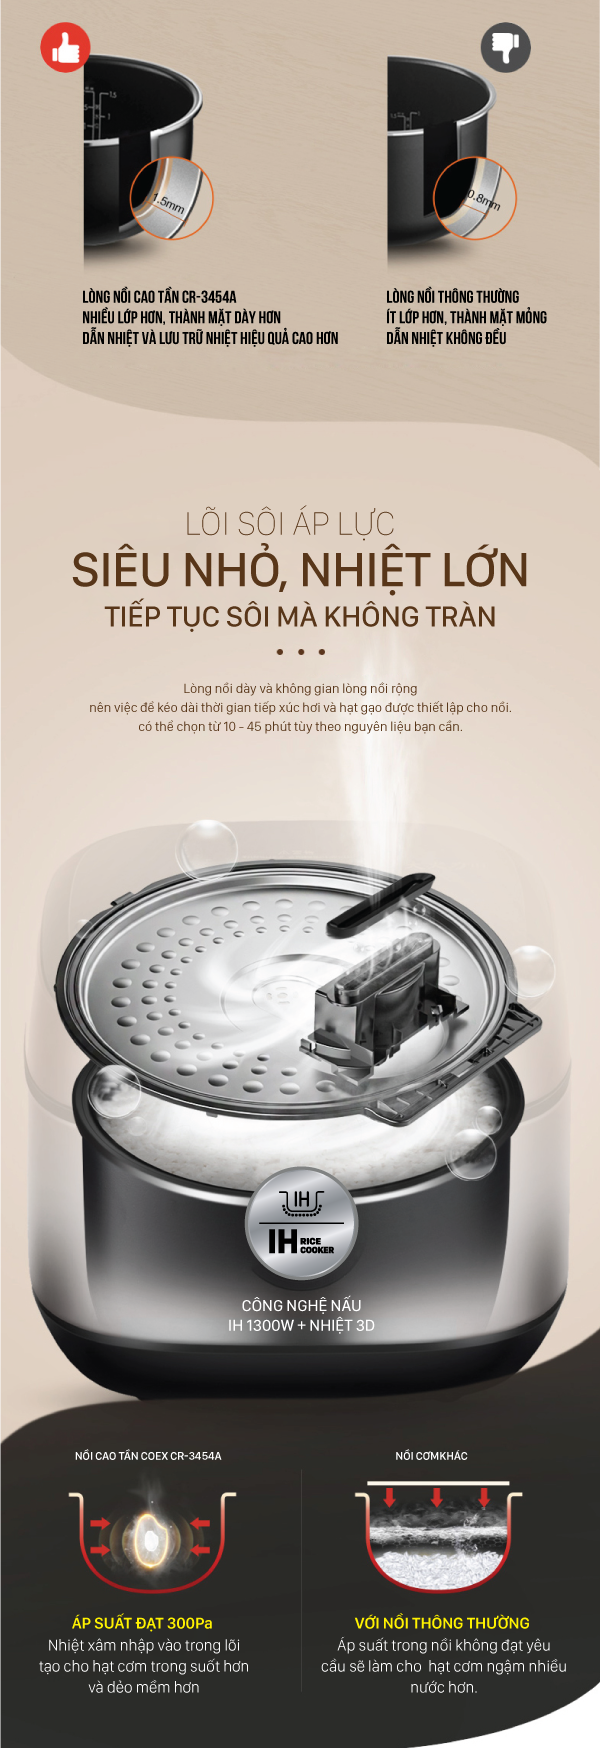 1.5
1
1.5mm
0.8mm
LÒNG NỒI CAO TẦN CR-3454A
NHIỀU LỚP HƠN, THÀNH MẶT DÀY HƠN
DẪN NHIỆT VÀ LƯU TRỮ NHIỆT HIỆU QUẢ CAO HƠN
LÒNG NỒI THÔNG THƯỜNG
ÍT LỚP HƠN, THÀNH MẶT MỎNG
DẪN NHIỆT KHÔNG ĐỀU
LÕI SÔI ÁP LỰC
SIÊU NHỎ, NHIỆT LỚN
TIẾP TỤC SÔI MÀ KHÔNG TRÀN
Lòng nồi dày và không gian lòng nồi rộng
nên việc để kéo dài thời gian tiếp xúc hơi và hạt gạo được thiết lập cho nồi.
có thể chọn từ 10 - 45 phút tùy theo nguyên liệu bạn cần.
IH
IH RICE
COOKER
CÔNG NGHỆ NẤU
IH 1300W + NHIỆT 3D
NỒI CAO TẦN COEX CR-3454A
NỒI CƠMKHÁC
ÁP SUẤT ĐẠT 300Pa
Nhiệt xâm nhập vào trong lõi
tạo cho hạt cơm trong suốt hơn
và dẻo mềm hơn
VỚI NỒI THÔNG THƯỜNG
Áp suất trong nồi không đạt yêu
cầu sẽ làm cho hạt cơm ngậm nhiều
nước hơn.